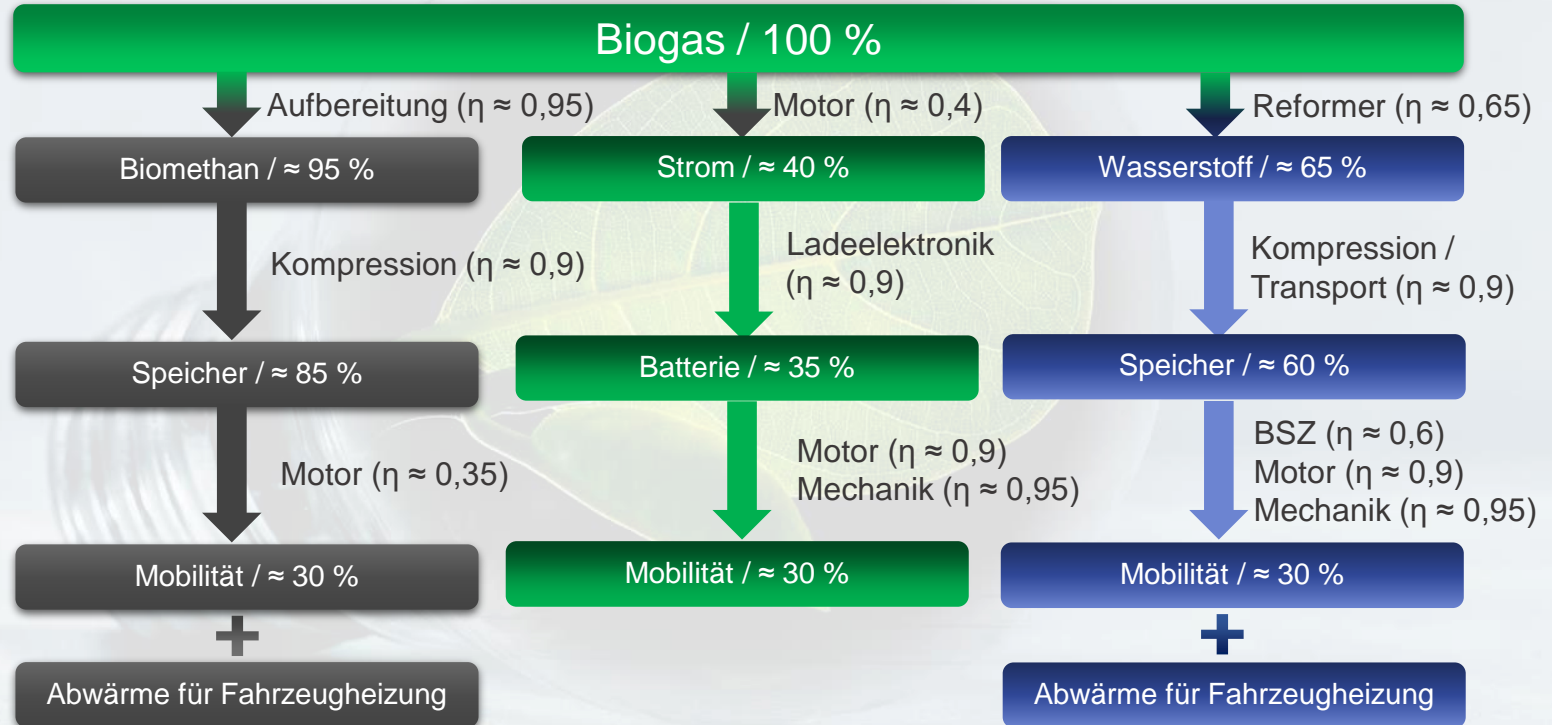 Biogas / 100 %
Aufbereitung (η ≈ 0,95)
Motor (η ≈ 0,4)
Reformer (η ≈ 0,65)
Biomethan / ≈ 95 %
Strom / ≈ 40 %
Wasserstoff / ≈ 65 %
Kompression (η ≈ 0,9)
Ladeelektronik
(η ≈ 0,9)
Kompression /
Transport (η ≈ 0,9)
Speicher / ≈ 85 %
Batterie / ≈ 35 %
Speicher / ≈ 60 %
Motor (η ≈ 0,35)
Motor (η ≈ 0,9)
Mechanik (η ≈ 0,95)
BSZ (η ≈ 0,6)
Motor (η ≈ 0,9)
Mechanik (η ≈ 0,95)
Mobilität / ≈ 30 %
Mobilität / ≈ 30 %
Mobilität / ≈ 30 %
+
+
Abwärme für Fahrzeugheizung
Abwärme für Fahrzeugheizung